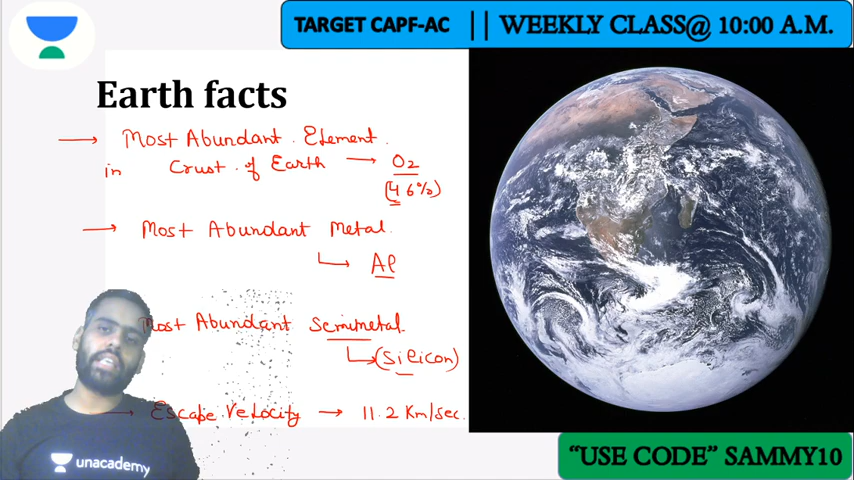 TARGET CAPF-AC || WEEKLY CLASS@ 10:00 A.M.
Earth facts
→ Most Abundant Element
in Crust of Earth → O2
(46%)
→ Most Abundant Metal.
Al
Most Abundant Semimetal.
(Silicon)
→ Escape Velocity → 11.2 Km/sec.
unacademy
“USE CODE” SAMMY10